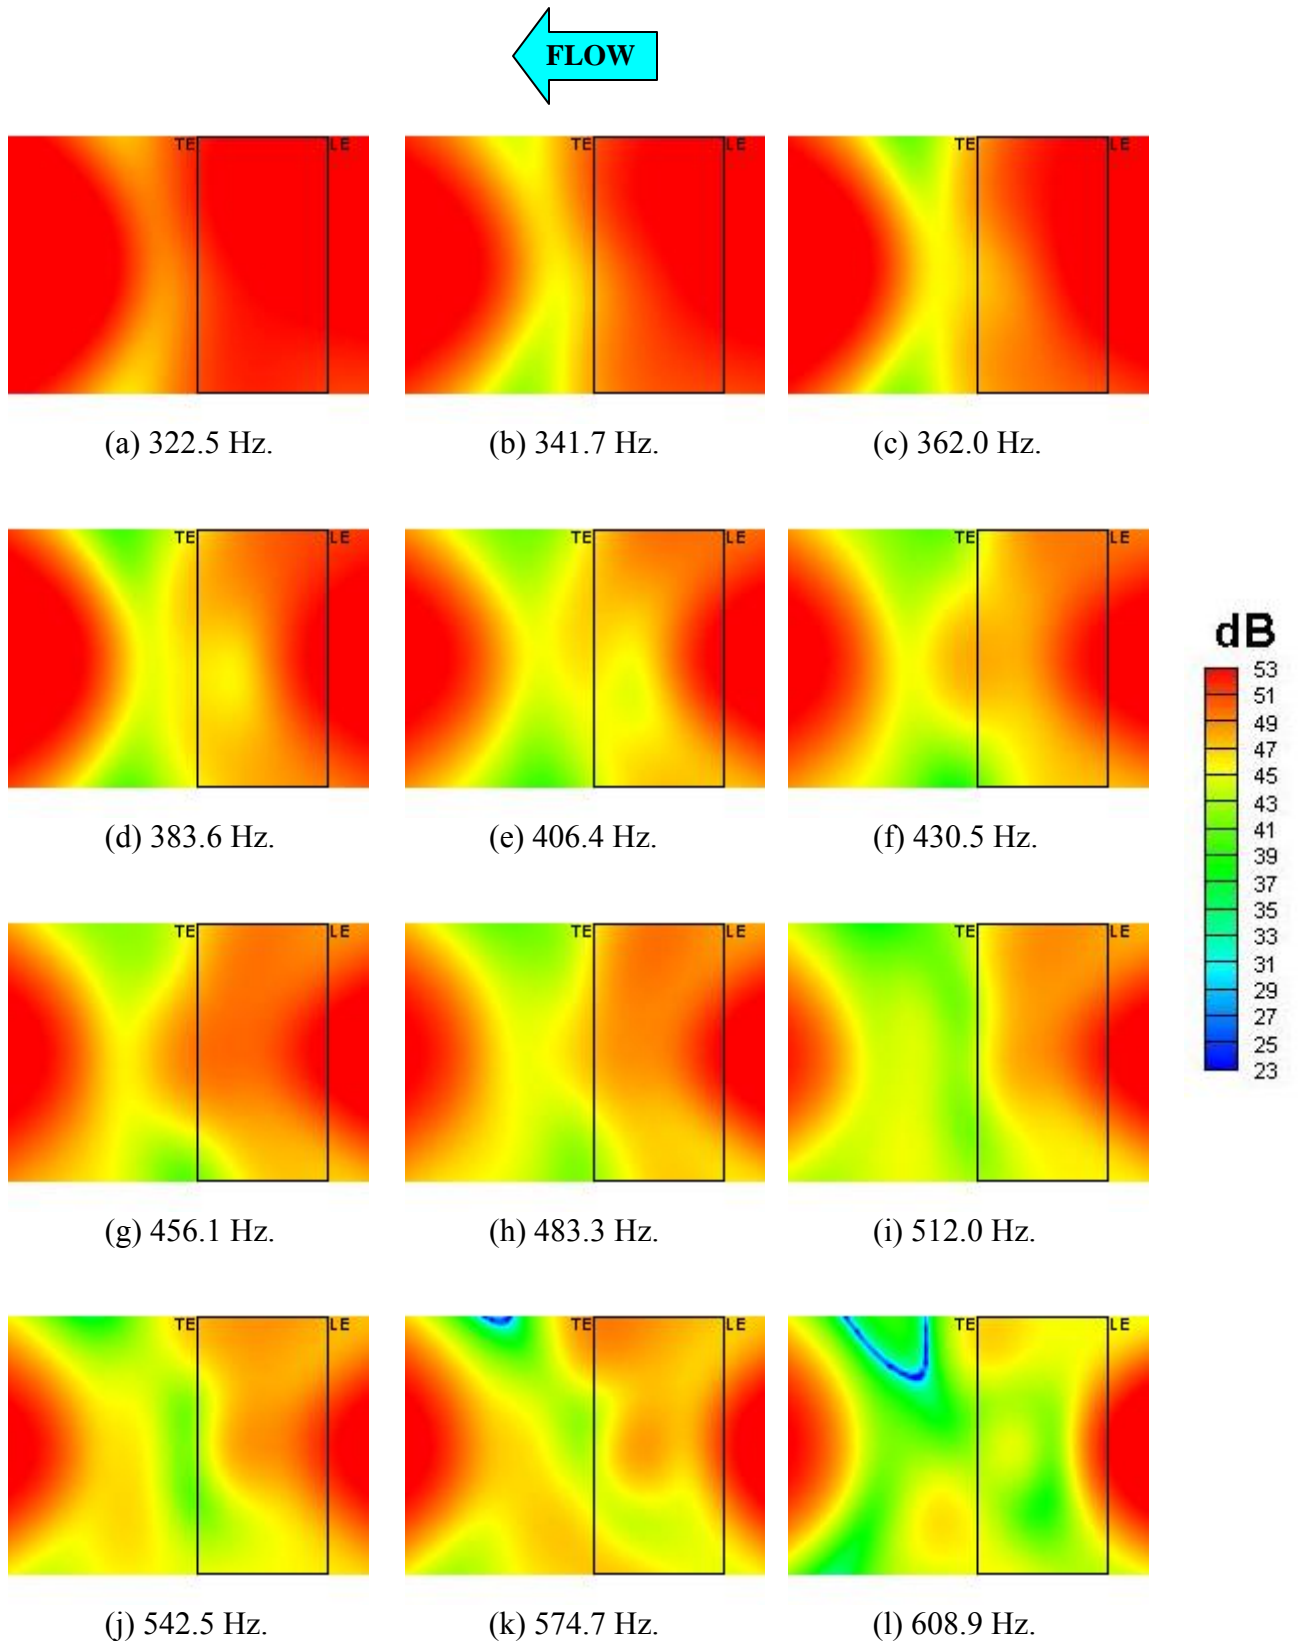 FLOW
TE LE TE LE TE LE
(a) 322.5 Hz. (b) 341.7 Hz. (c) 362.0 Hz.
TE LE TE LE TE LE
(d) 383.6 Hz. (e) 406.4 Hz. (f) 430.5 Hz.
dB
53
51
49
47
45
43
41
39
37
35
33
31
29
27
25
23
TE LE TE LE TE LE
(g) 456.1 Hz. (h) 483.3 Hz. (i) 512.0 Hz.
TE LE TE LE TE LE
(j) 542.5 Hz. (k) 574.7 Hz. (l) 608.9 Hz.